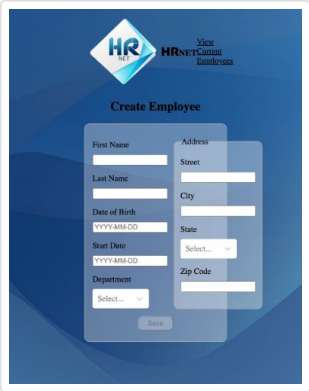 HR
NET
HRNET
View
Current
Employees
Create Employee
First Name
Last Name
Date of Birth
YYYY-MM-DD
Start Date
YYYY-MM-DD
Department
Select...
Address
Street
City
State
Select...
Zip Code
Save